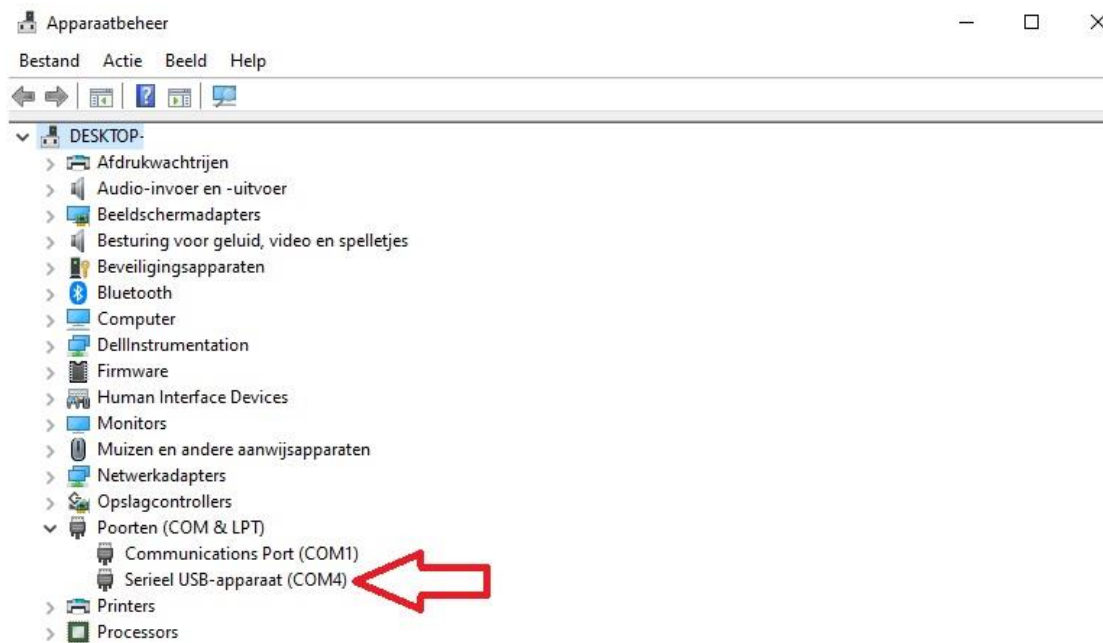 Apparaatbeheer
Bestand Actie Beeld Help
DESKTOP-
Afdrukwachtrijen
Audio-invoer en -uitvoer
Beeldschermadapters
Besturing voor geluid, video en spelletjes
Beveiligingsapparaten
Bluetooth
Computer
DellInstrumentation
Firmware
Human Interface Devices
Monitors
Muizen en andere aanwijsapparaten
Netwerkadapters
Opslagcontrollers
Poorten (COM & LPT)
Communications Port (COM1)
Serieel USB-apparaat (COM4)
Printers
Processors